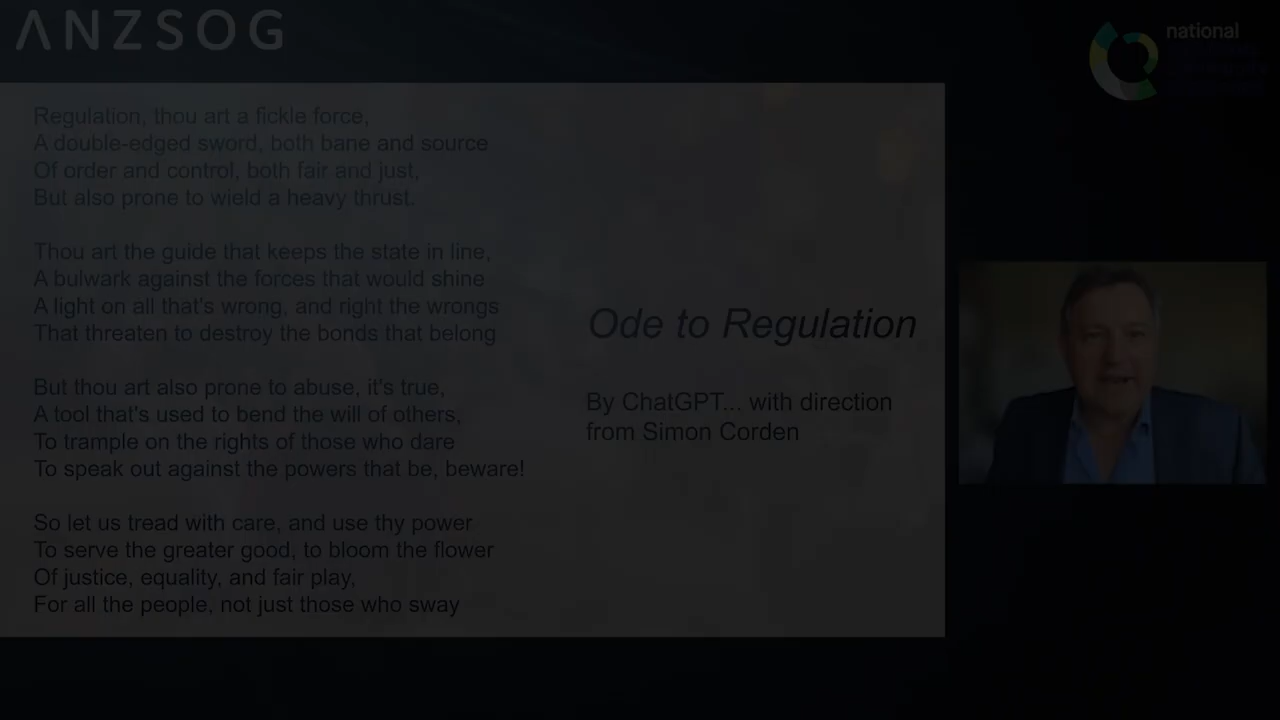 ANZSOG
national
Regulation, thou art a fickle force,
A double-edged sword, both bane and source
Of order and control, both fair and just,
But also prone to wield a heavy thrust.
Thou art the guide that keeps the state in line,
A bulwark against the forces that would shine
A light on all that's wrong, and right the wrongs
That threaten to destroy the bonds that belong
But thou art also prone to abuse, it's true,
A tool that's used to bend the will of others,
To trample on the rights of those who dare
To speak out against the powers that be, beware!
So let us tread with care, and use thy power
To serve the greater good, to bloom the flower
Of justice, equality, and fair play,
For all the people, not just those who sway
Ode to Regulation
By ChatGPT... with direction
from Simon Corden